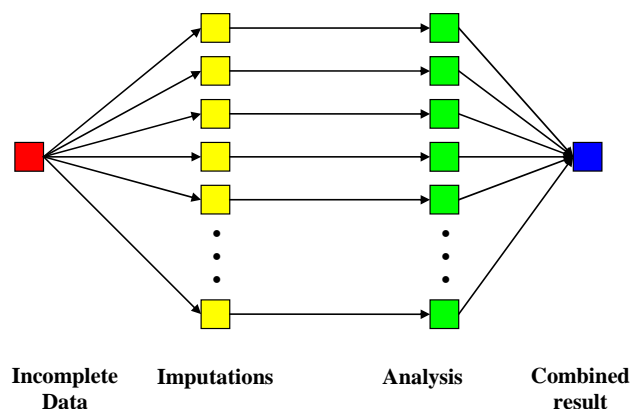 Incomplete Data
Imputations
Analysis
Combined result